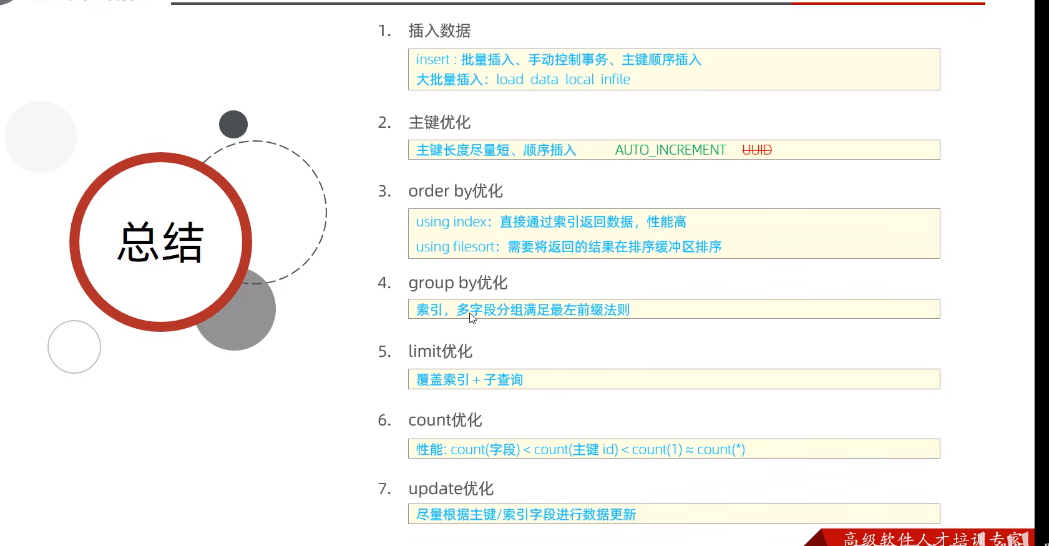 总结
1. 插入数据
insert : 批量插入、手动控制事务、主键顺序插入
大批量插入：load data local infile
2. 主键优化
主键长度尽量短、顺序插入 AUTO_INCREMENT UUID
3. order by优化
using index：直接通过索引返回数据，性能高
using filesort：需要将返回的结果在排序缓冲区排序
4. group by优化
索引，多字段分组满足最左前缀法则
5. limit优化
覆盖索引 + 子查询
6. count优化
性能: count(字段) < count(主键 id) < count(1) ≈ count(*)
7. update优化
尽量根据主键/索引字段进行数据更新
高级软件人才培训专家